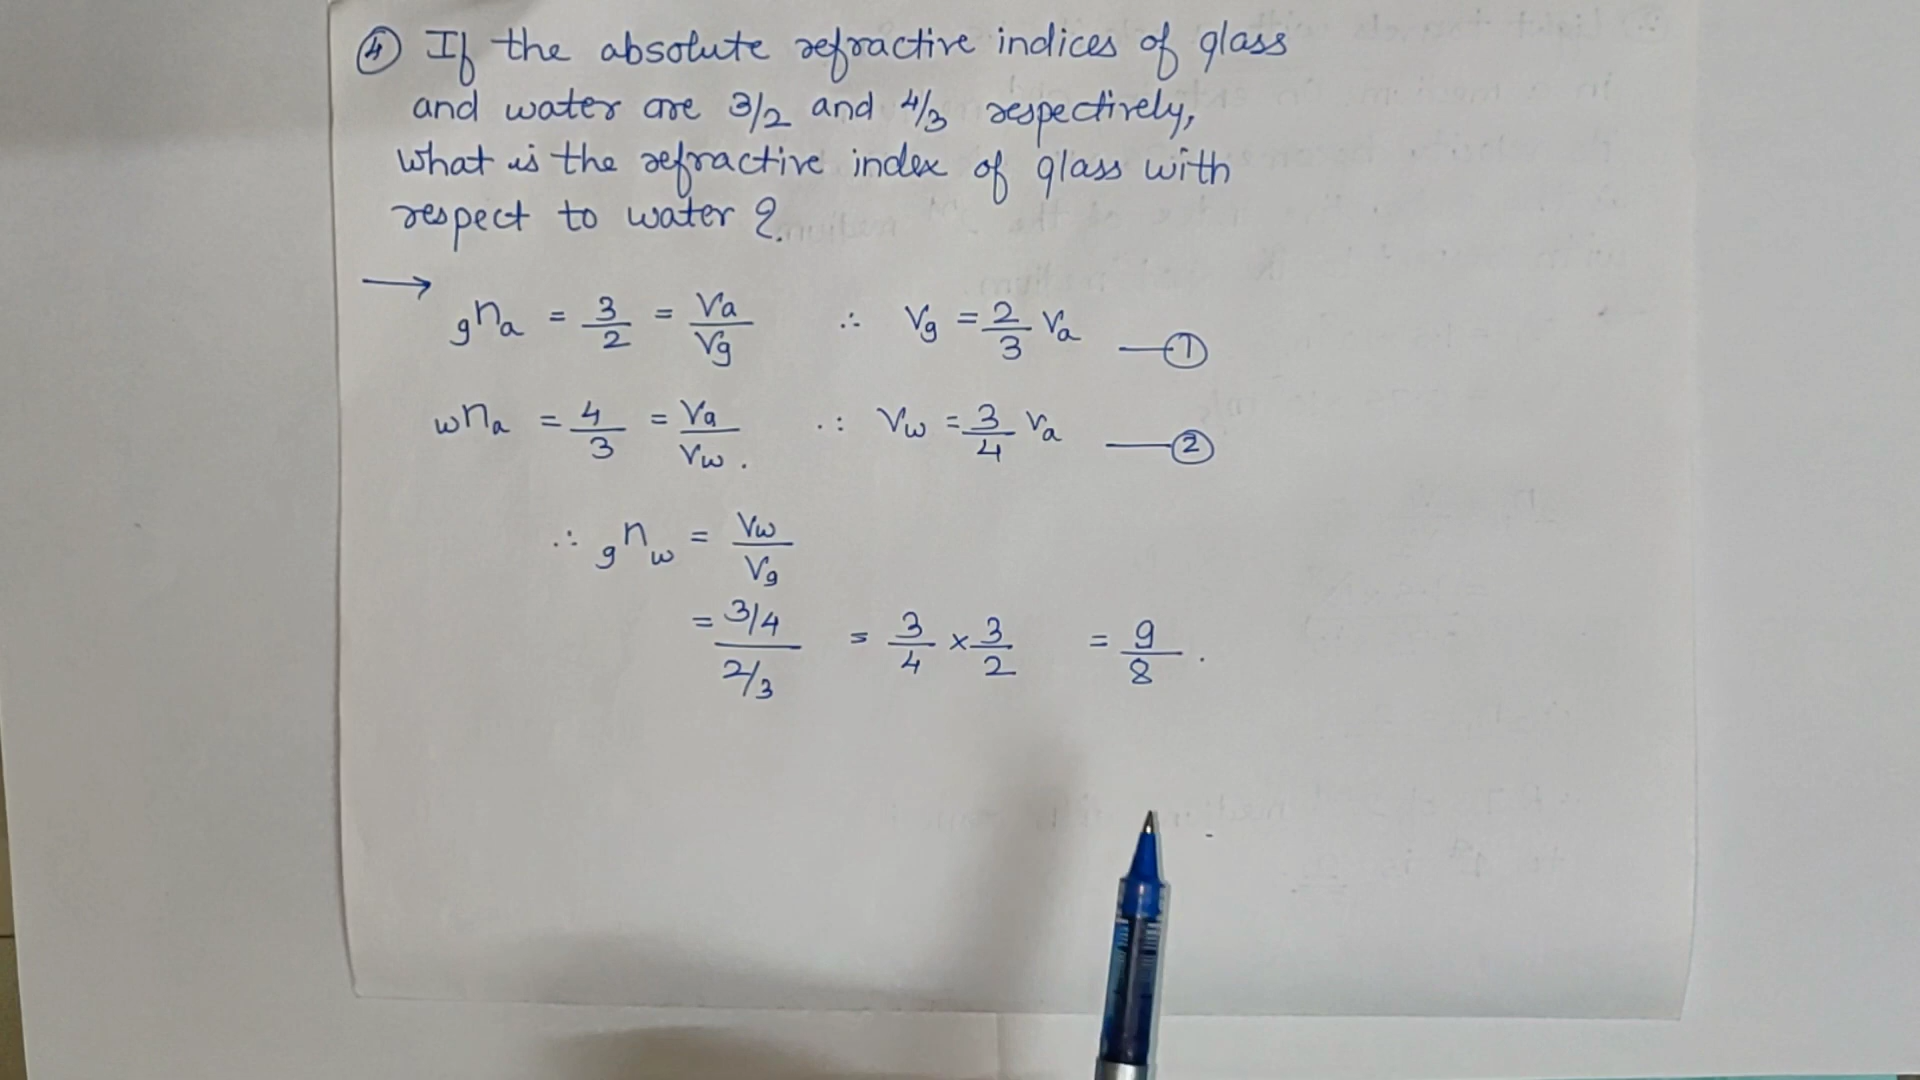 ④ If the absolute refractive indices of glass
and water are 3/2 and 4/3 respectively,
what is the refractive index of glass with
respect to water ?.
→ gna = 3/2 = Va/Vg ∴ Vg = 2/3 Va —①
wna = 4/3 = Va/Vw. ∴ Vw = 3/4 Va —②
∴ gnw = Vw/Vg
= 3/4 / 2/3 = 3/4 × 3/2 = 9/8.